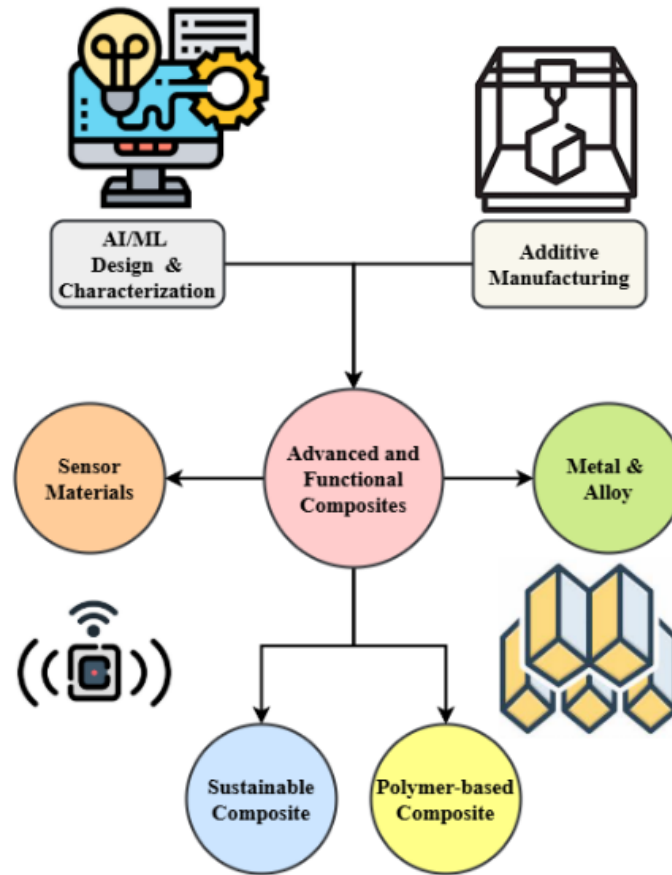 AI/ML
Design &
Characterization
Additive
Manufacturing
Sensor
Materials
Advanced and
Functional
Composites
Metal &
Alloy
Sustainable
Composite
Polymer-based
Composite